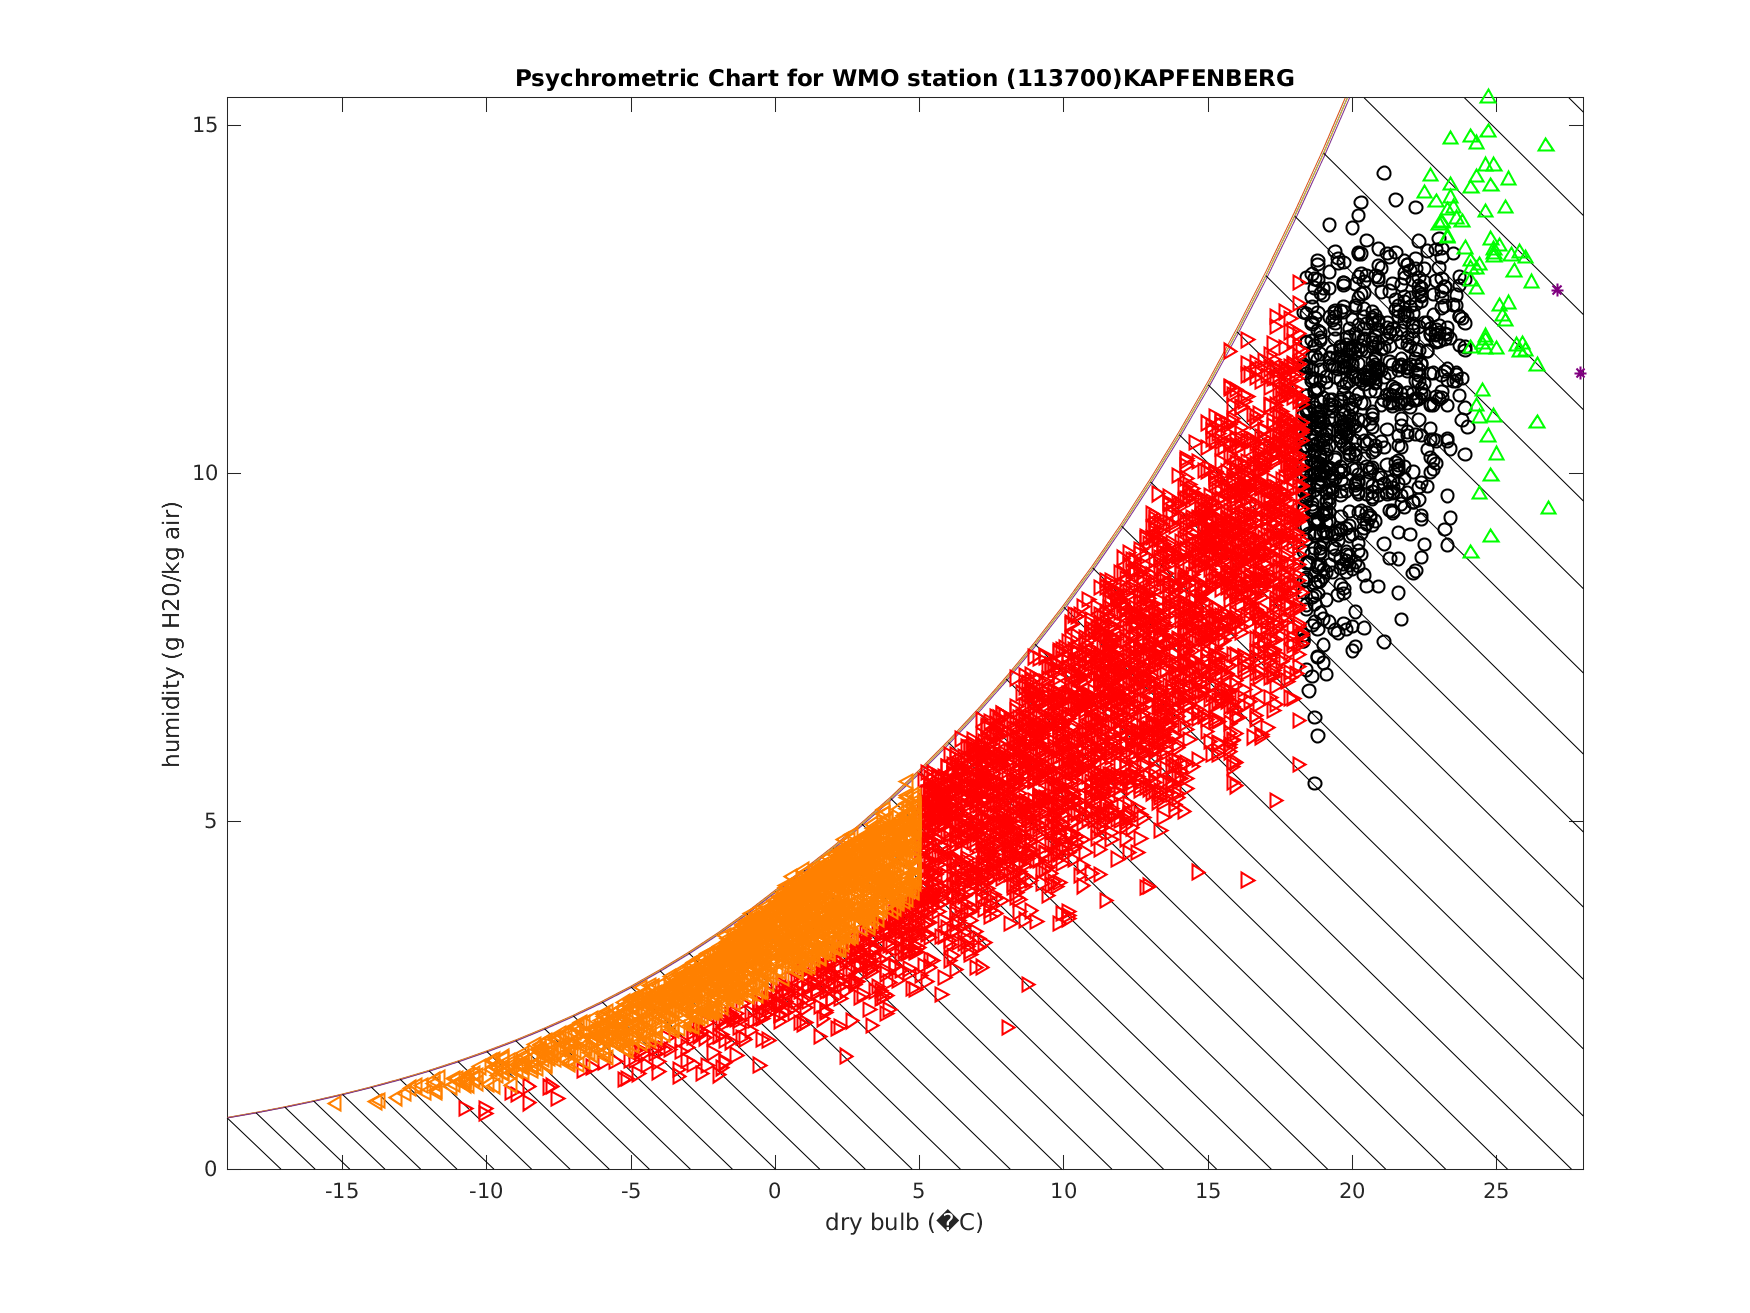 Psychrometric Chart for WMO station (113700)KAPFENBERG
15
10
5
0
humidity (g H20/kg air)
-15 -10 -5 0 5 10 15 20 25
dry bulb (�C)